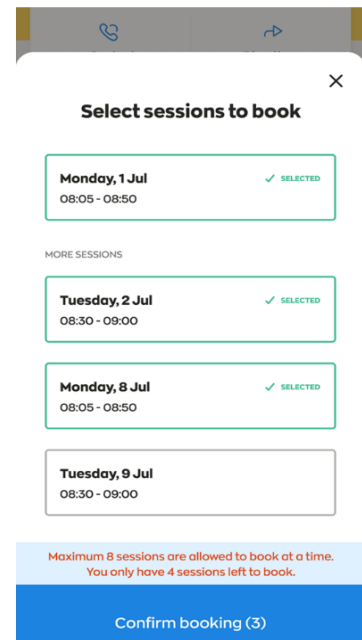 Select sessions to book
Monday, 1 Jul
SELECTED
08:05 - 08:50
MORE SESSIONS
Tuesday, 2 Jul
SELECTED
08:30 - 09:00
Monday, 8 Jul
SELECTED
08:05 - 08:50
Tuesday, 9 Jul
08:30 - 09:00
Maximum 8 sessions are allowed to book at a time.
You only have 4 sessions left to book.
Confirm booking (3)